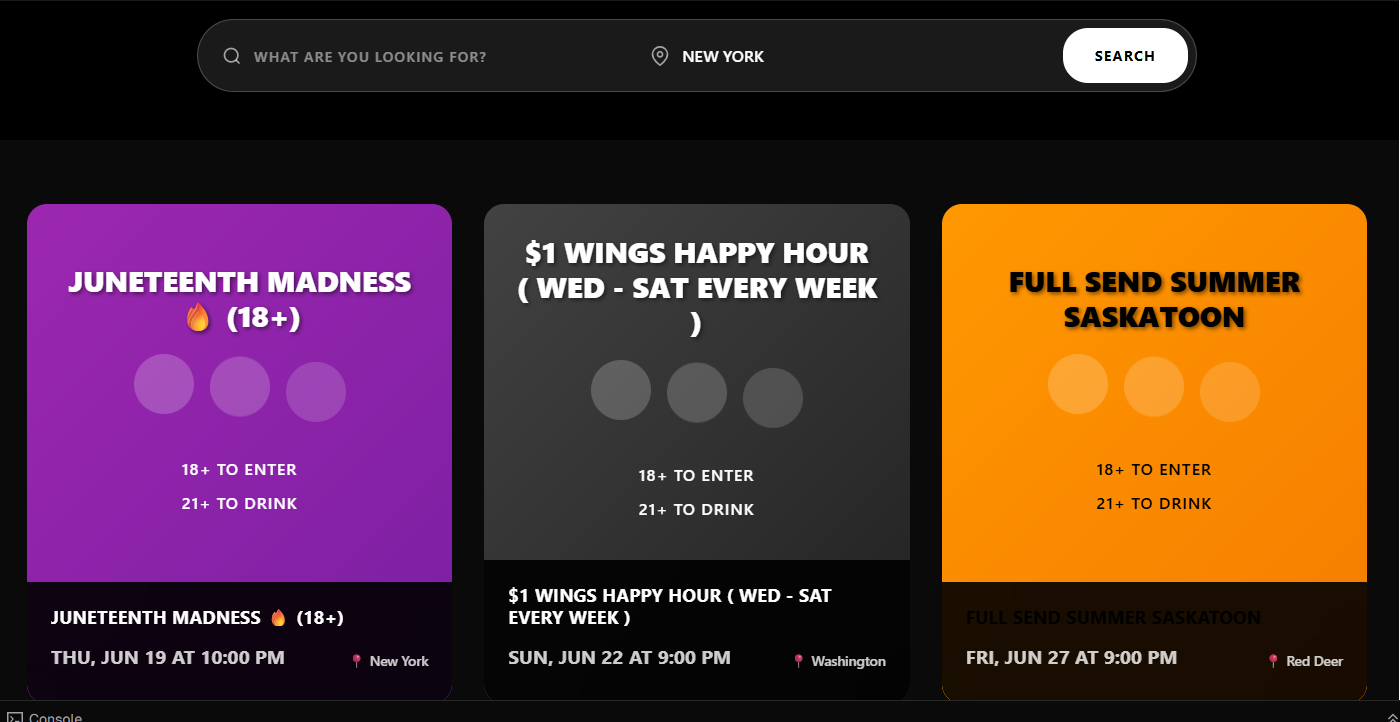 WHAT ARE YOU LOOKING FOR?
NEW YORK
SEARCH
JUNETEENTH MADNESS
🔥 (18+)
18+ TO ENTER
21+ TO DRINK
JUNETEENTH MADNESS 🔥 (18+)
THU, JUN 19 AT 10:00 PM
📍 New York
$1 WINGS HAPPY HOUR
( WED - SAT EVERY WEEK
)
18+ TO ENTER
21+ TO DRINK
$1 WINGS HAPPY HOUR ( WED - SAT
EVERY WEEK )
SUN, JUN 22 AT 9:00 PM
📍 Washington
FULL SEND SUMMER
SASKATOON
18+ TO ENTER
21+ TO DRINK
FULL SEND SUMMER SASKATOON
FRI, JUN 27 AT 9:00 PM
📍 Red Deer
Console